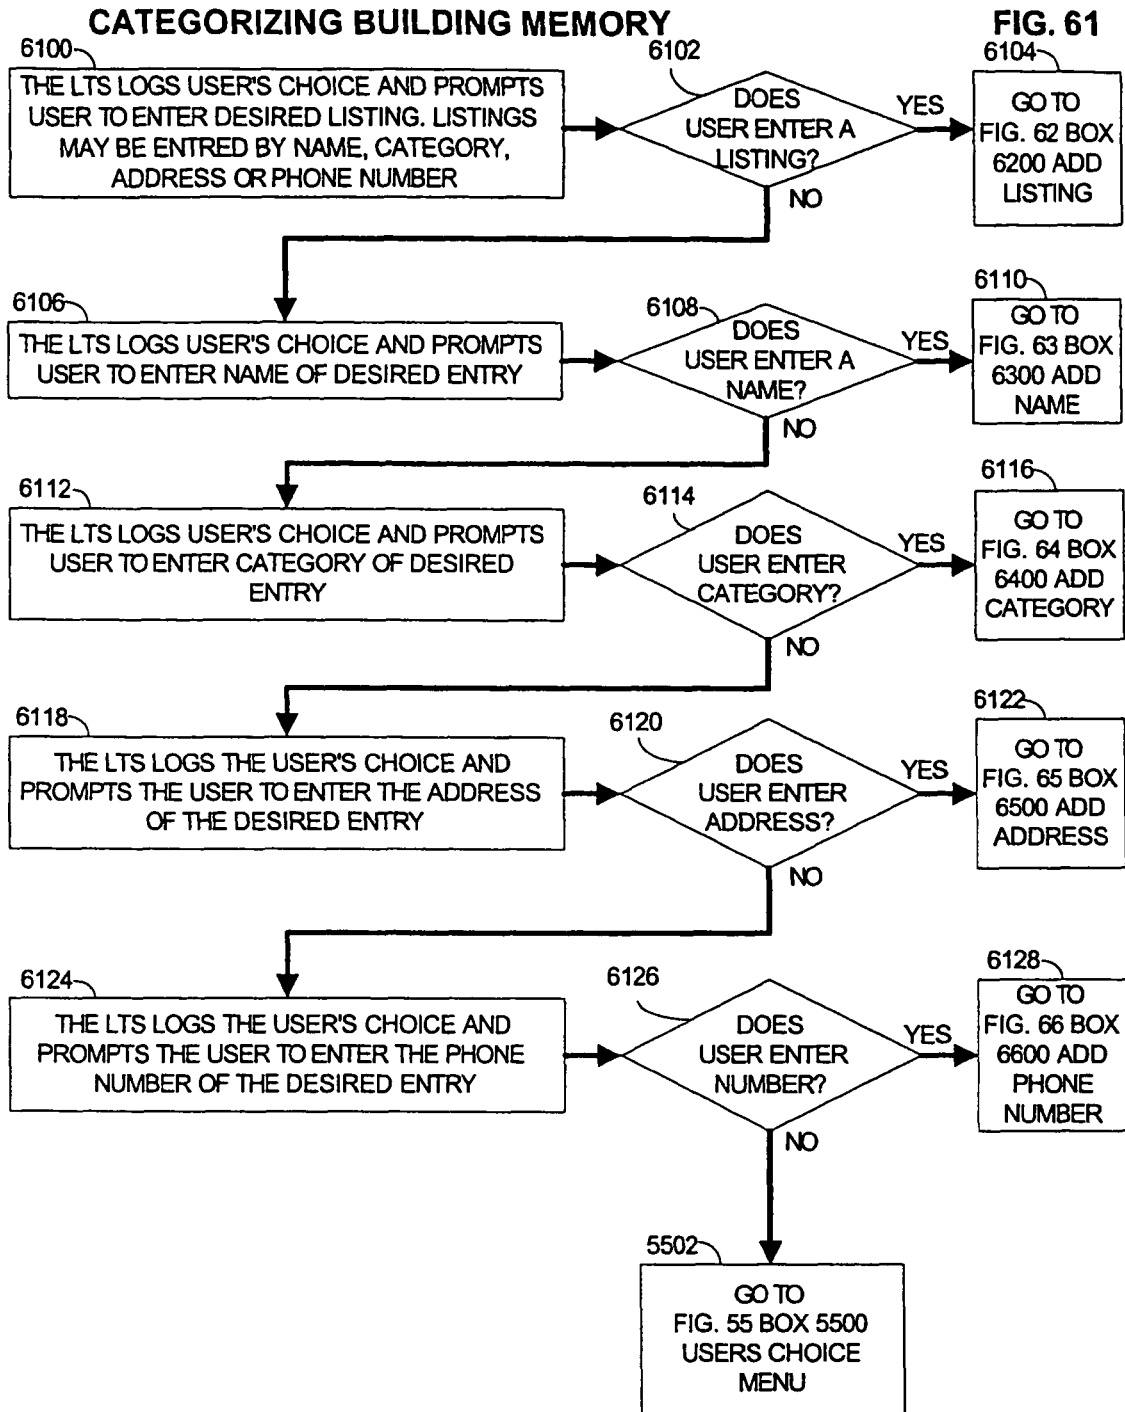 CATEGORIZING BUILDING MEMORY
FIG. 61
6100
THE LTS LOGS USER'S CHOICE AND PROMPTS
USER TO ENTER DESIRED LISTING. LISTINGS
MAY BE ENTRED BY NAME, CATEGORY,
ADDRESS OR PHONE NUMBER
6102
DOES
USER ENTER A
LISTING?
YES
NO
6104
GO TO
FIG. 62 BOX
6200 ADD
LISTING
6106
THE LTS LOGS USER'S CHOICE AND PROMPTS
USER TO ENTER NAME OF DESIRED ENTRY
6108
DOES
USER ENTER A
NAME?
YES
NO
6110
GO TO
FIG. 63 BOX
6300 ADD
NAME
6112
THE LTS LOGS USER'S CHOICE AND PROMPTS
USER TO ENTER CATEGORY OF DESIRED
ENTRY
6114
DOES
USER ENTER
CATEGORY?
YES
NO
6116
GO TO
FIG. 64 BOX
6400 ADD
CATEGORY
6118
THE LTS LOGS THE USER'S CHOICE AND
PROMPTS THE USER TO ENTER THE ADDRESS
OF THE DESIRED ENTRY
6120
DOES
USER ENTER
ADDRESS?
YES
NO
6122
GO TO
FIG. 65 BOX
6500 ADD
ADDRESS
6124
THE LTS LOGS THE USER'S CHOICE AND
PROMPTS THE USER TO ENTER THE PHONE
NUMBER OF THE DESIRED ENTRY
6126
DOES
USER ENTER
NUMBER?
YES
NO
6128
GO TO
FIG. 66 BOX
6600 ADD
PHONE
NUMBER
5502
GO TO
FIG. 55 BOX 5500
USERS CHOICE
MENU